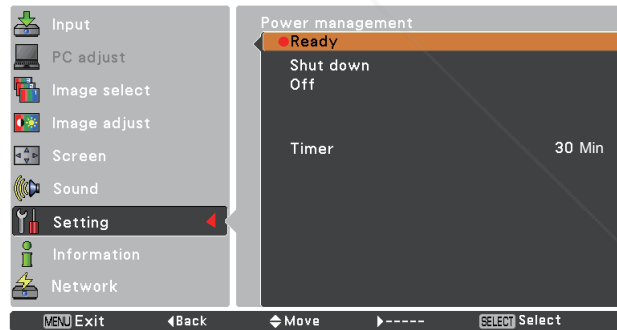 Input
PC adjust
Image select
Image adjust
Screen
Sound
Setting
Information
Network
Power management
Ready
Shut down
Off
Timer 30 Min
MENU Exit ◀Back Move ▶----- SELECT Select